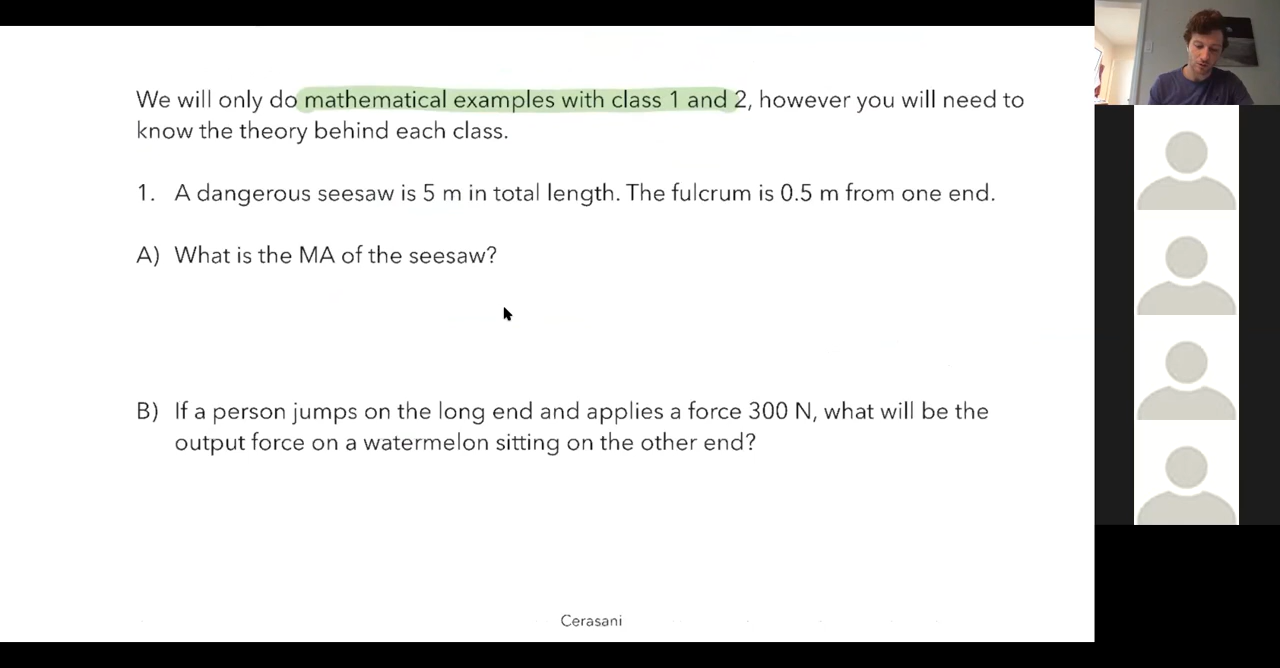 We will only do mathematical examples with class 1 and 2, however you will need to
know the theory behind each class.
1. A dangerous seesaw is 5 m in total length. The fulcrum is 0.5 m from one end.
A) What is the MA of the seesaw?
B) If a person jumps on the long end and applies a force 300 N, what will be the
output force on a watermelon sitting on the other end?
Cerasani